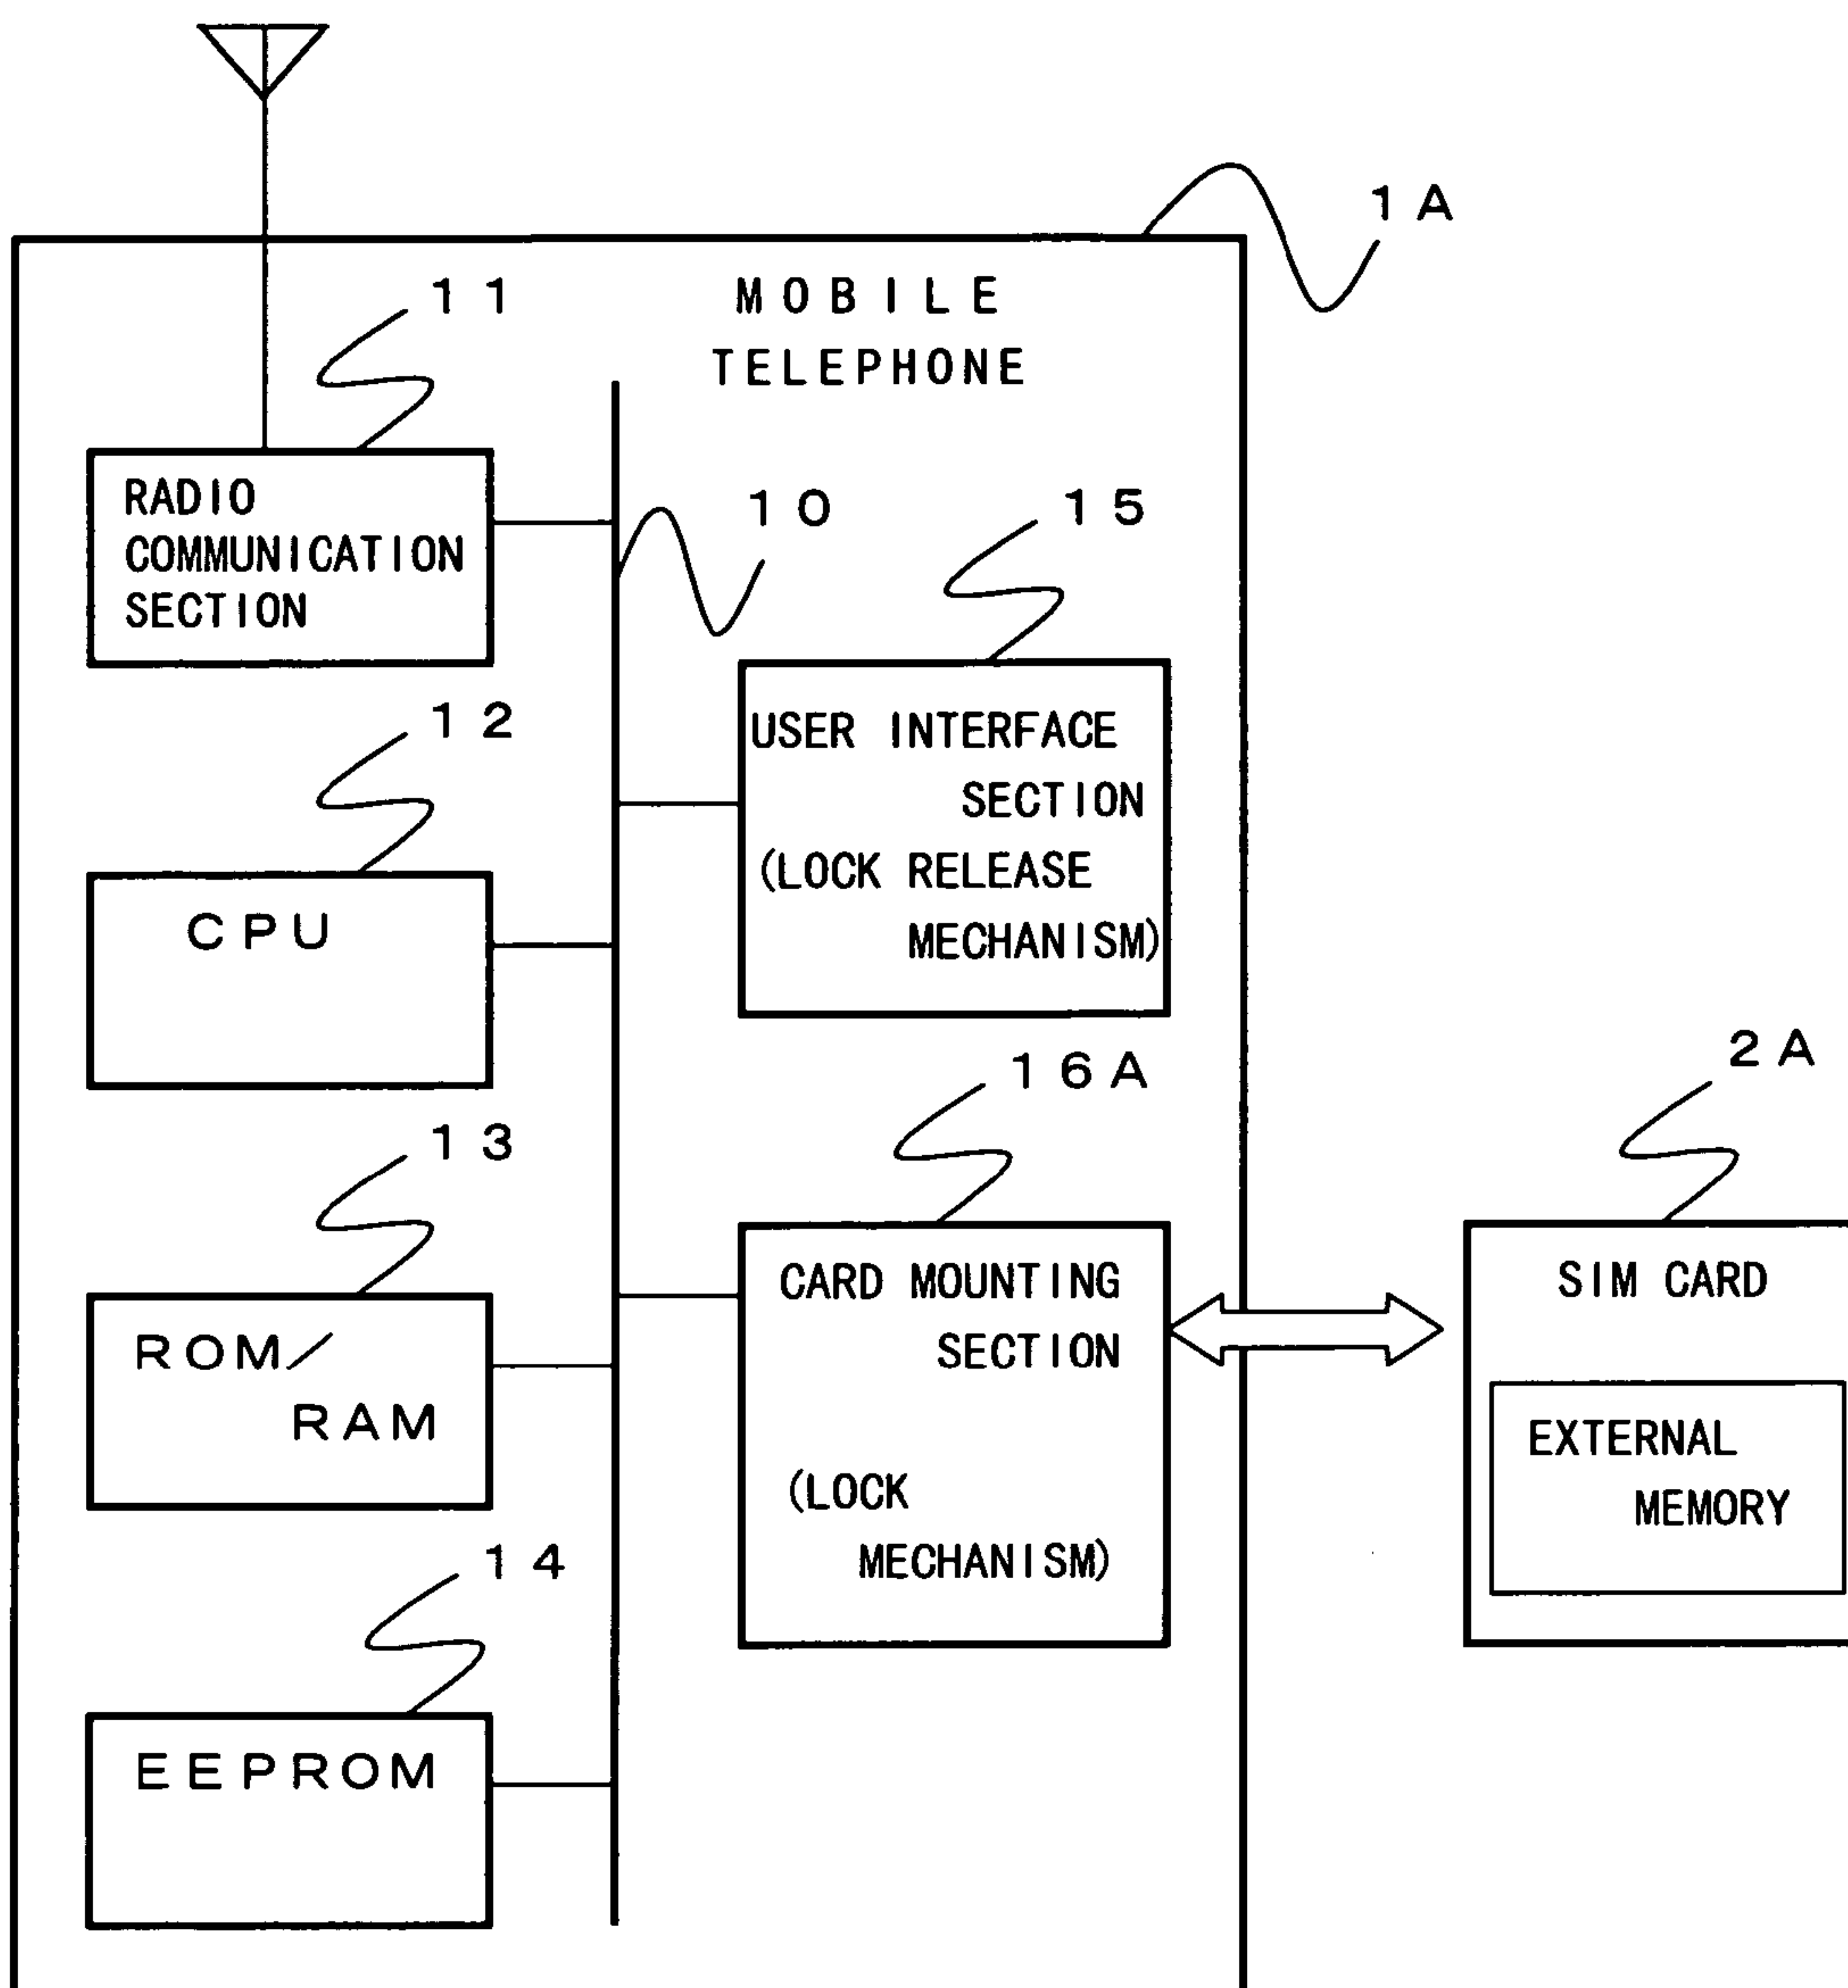 1A
MOBILE
TELEPHONE
11
RADIO
COMMUNICATION
SECTION
10
15
USER INTERFACE
SECTION
(LOCK RELEASE
MECHANISM)
12
CPU
16A
2A
13
ROM/
RAM
CARD MOUNTING
SECTION
(LOCK
MECHANISM)
SIM CARD
EXTERNAL
MEMORY
14
EEPROM